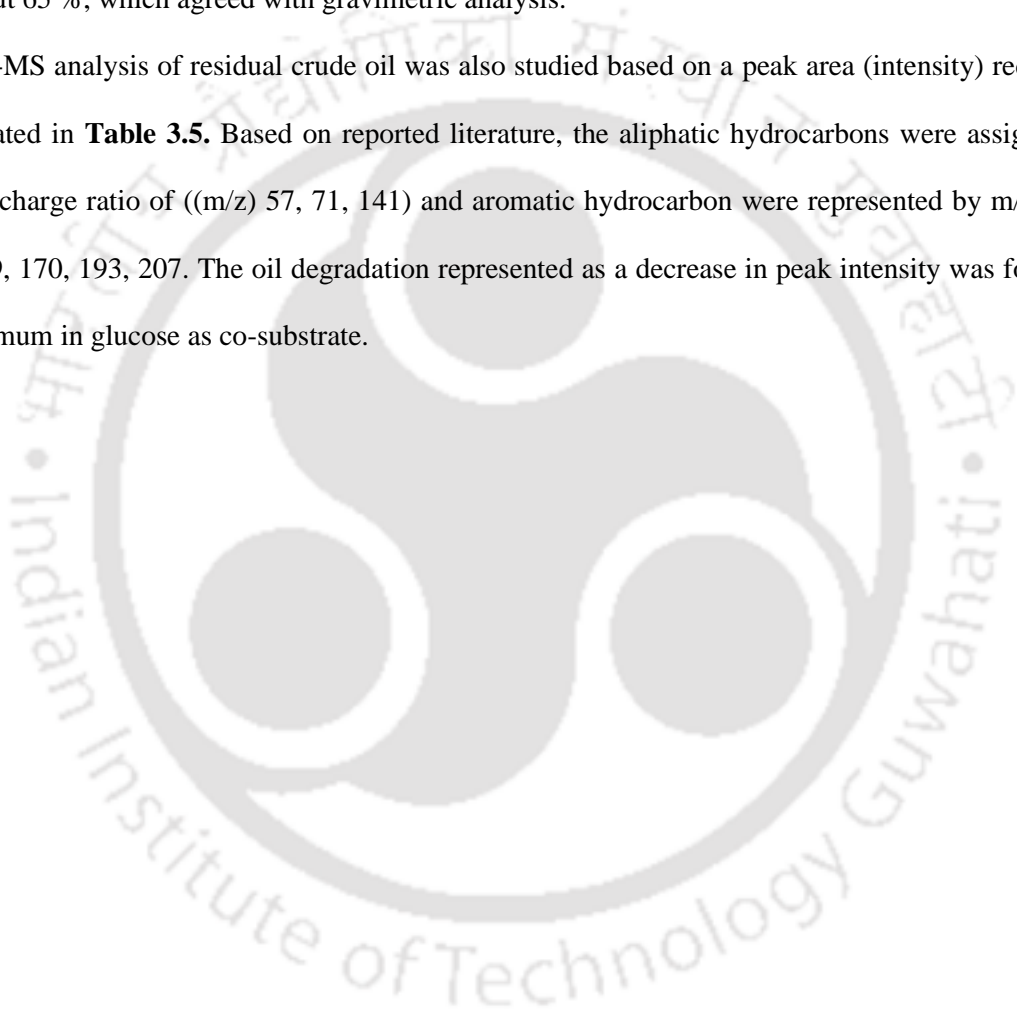 ut 65 %, which agreed with gravimetric analysis.
-MS analysis of residual crude oil was also studied based on a peak area (intensity) re
ated in Table 3.5. Based on reported literature, the aliphatic hydrocarbons were assig
charge ratio of ((m/z) 57, 71, 141) and aromatic hydrocarbon were represented by m/
9, 170, 193, 207. The oil degradation represented as a decrease in peak intensity was fo
mum in glucose as co-substrate.
Indian Institute of Technology Guwahati